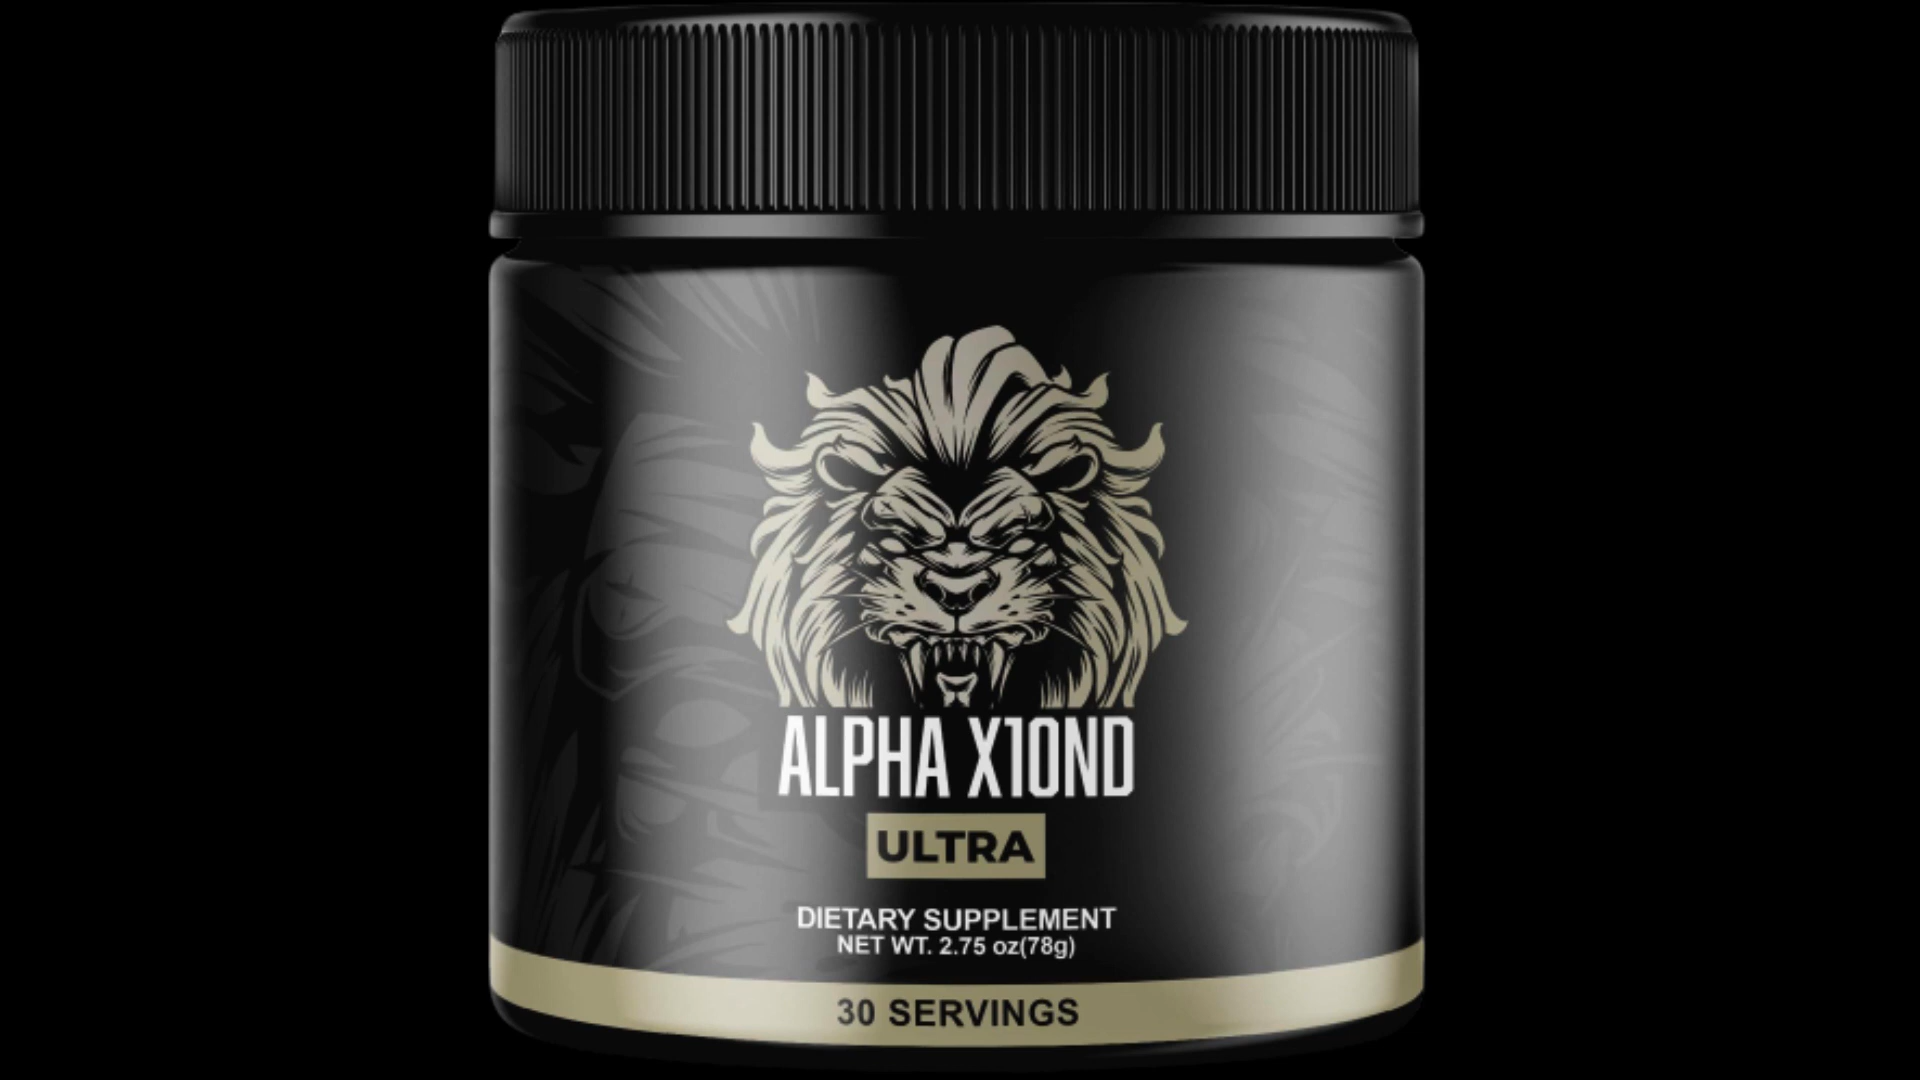 ALPHA X10ND
ULTRA
DIETARY SUPPLEMENT
NET WT. 2.75 oz(78g)
30 SERVINGS